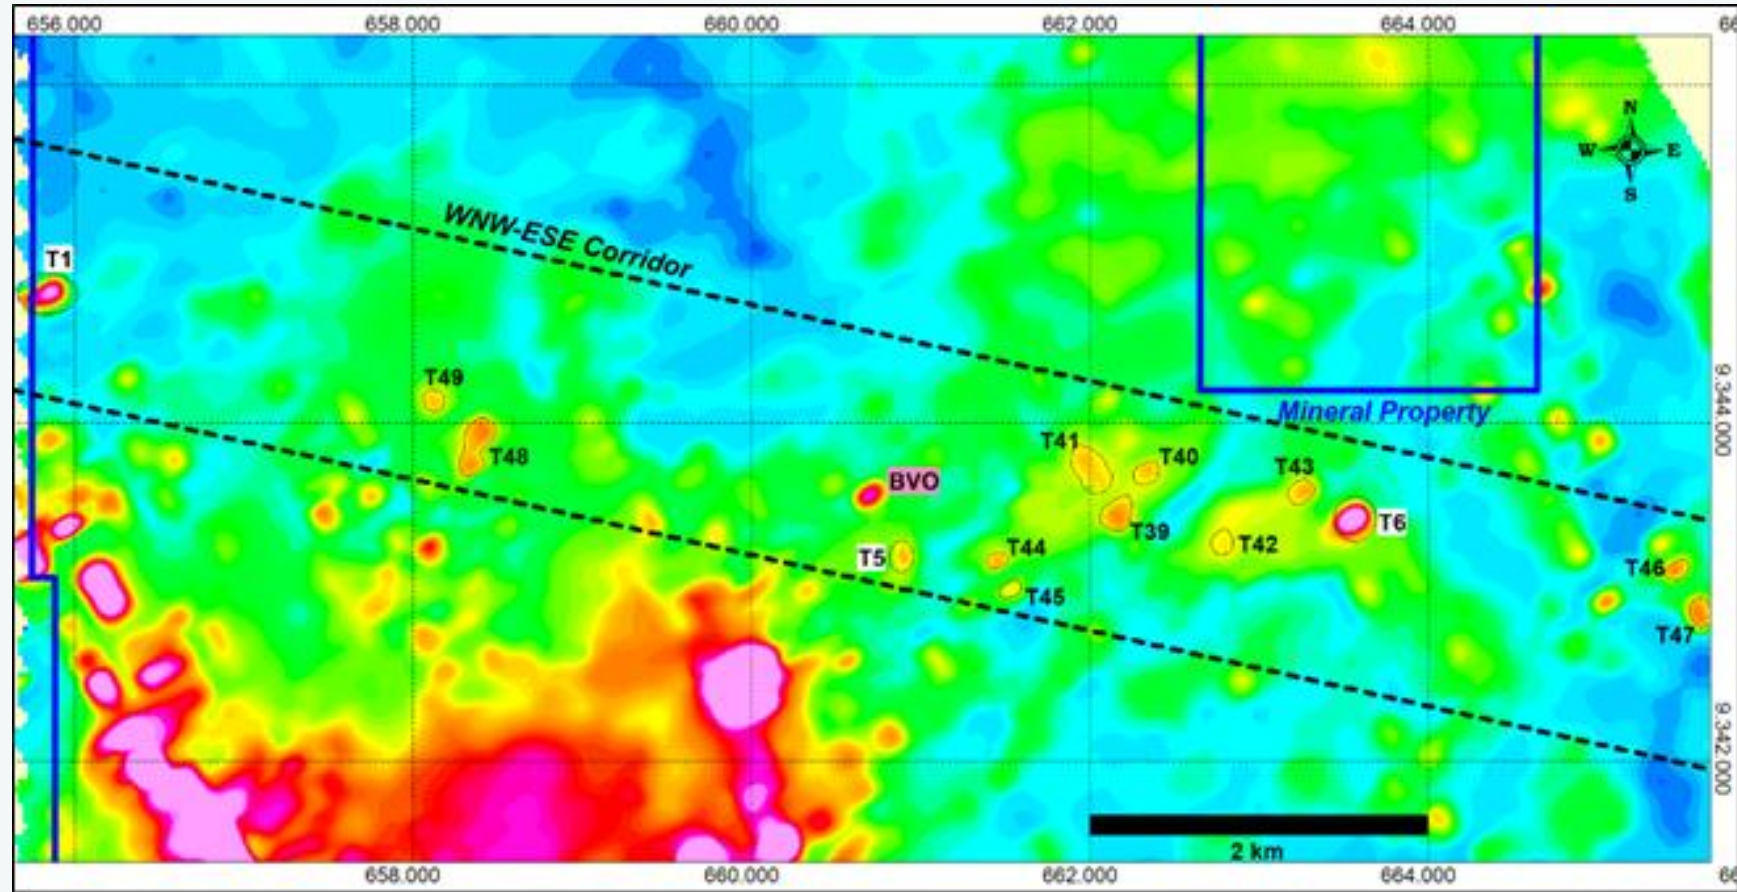 656.000 658.000 660.000 662.000 664.000 66
N
W E
S
WNW-ESE Corridor
T1
T49
9.344.000
Mineral Property
T41
T48
T40
T43
BVO
T39
T6
T42
T5
T44
T46
T45
T47
9.342.000
2 km
658.000 660.000 662.000 664.000 66